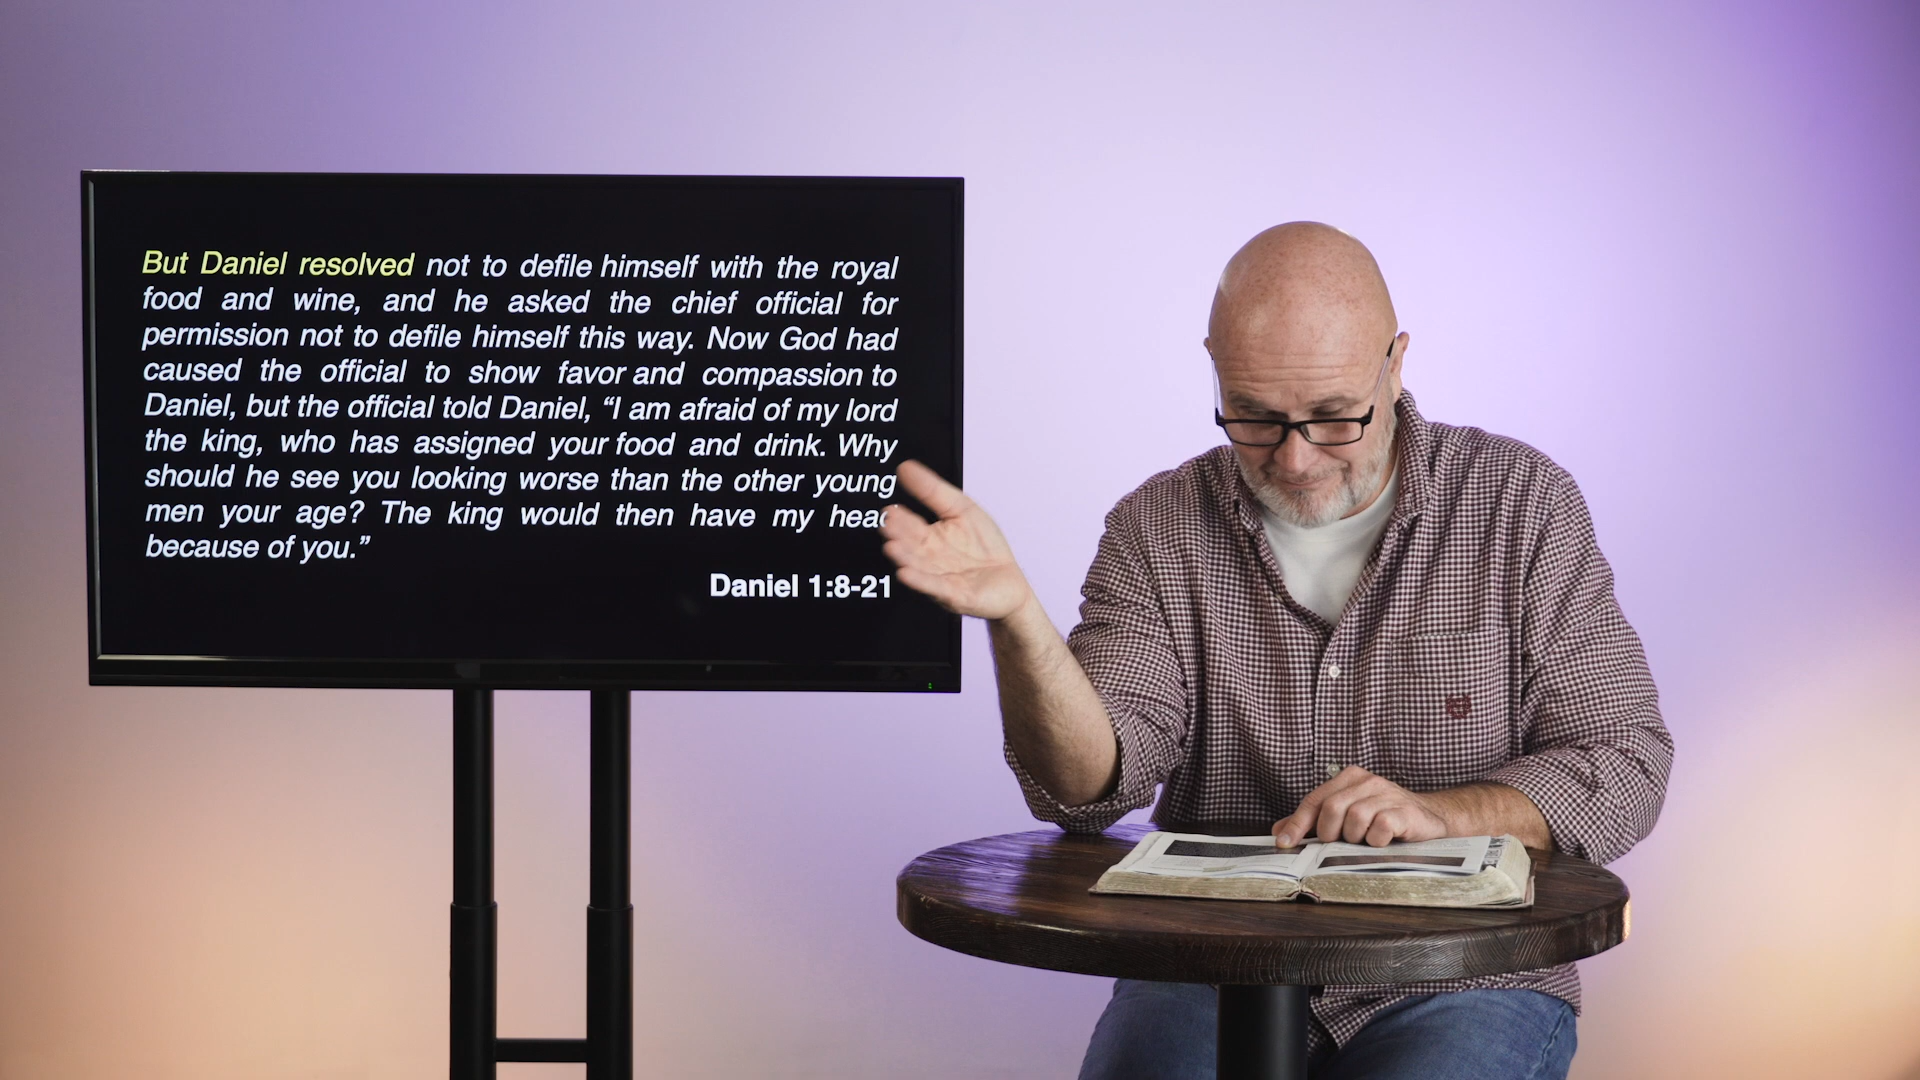 But Daniel resolved not to defile himself with the royal
food and wine, and he asked the chief official for
permission not to defile himself this way. Now God had
caused the official to show favor and compassion to
Daniel, but the official told Daniel, “I am afraid of my lord
the king, who has assigned your food and drink. Why
should he see you looking worse than the other young
men your age? The king would then have my head
because of you.”
Daniel 1:8-21